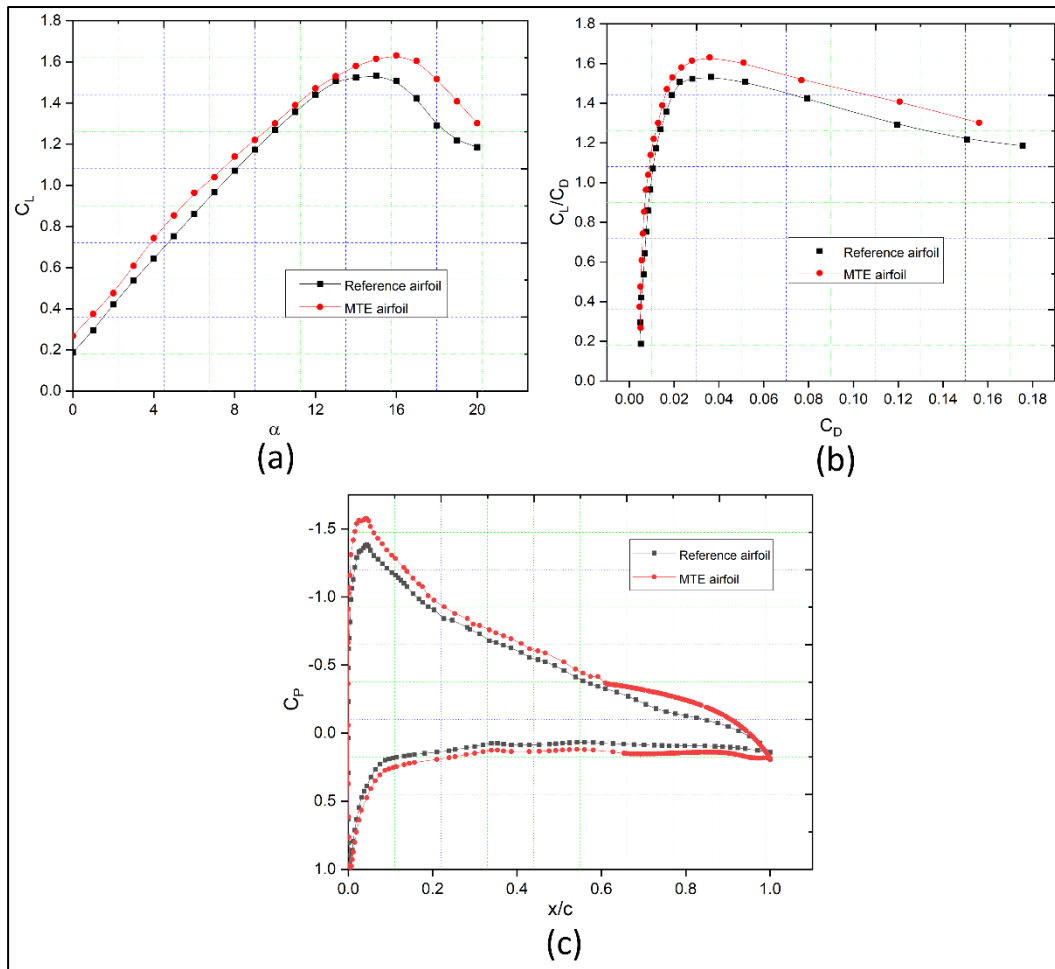 1.8
1.6
1.4
1.2
1.0
0.8
0.6
0.4
0.2
0.0
C_L
0 4 8 12 16 20
α
Reference airfoil
MTE airfoil
(a)
1.8
1.6
1.4
1.2
1.0
0.8
0.6
0.4
0.2
0.0
C_L/C_D
0.00 0.02 0.04 0.06 0.08 0.10 0.12 0.14 0.16 0.18
C_D
Reference airfoil
MTE airfoil
(b)
-1.5
-1.0
-0.5
0.0
0.5
1.0
C_P
0.0 0.2 0.4 0.6 0.8 1.0
x/c
Reference airfoil
MTE airfoil
(c)